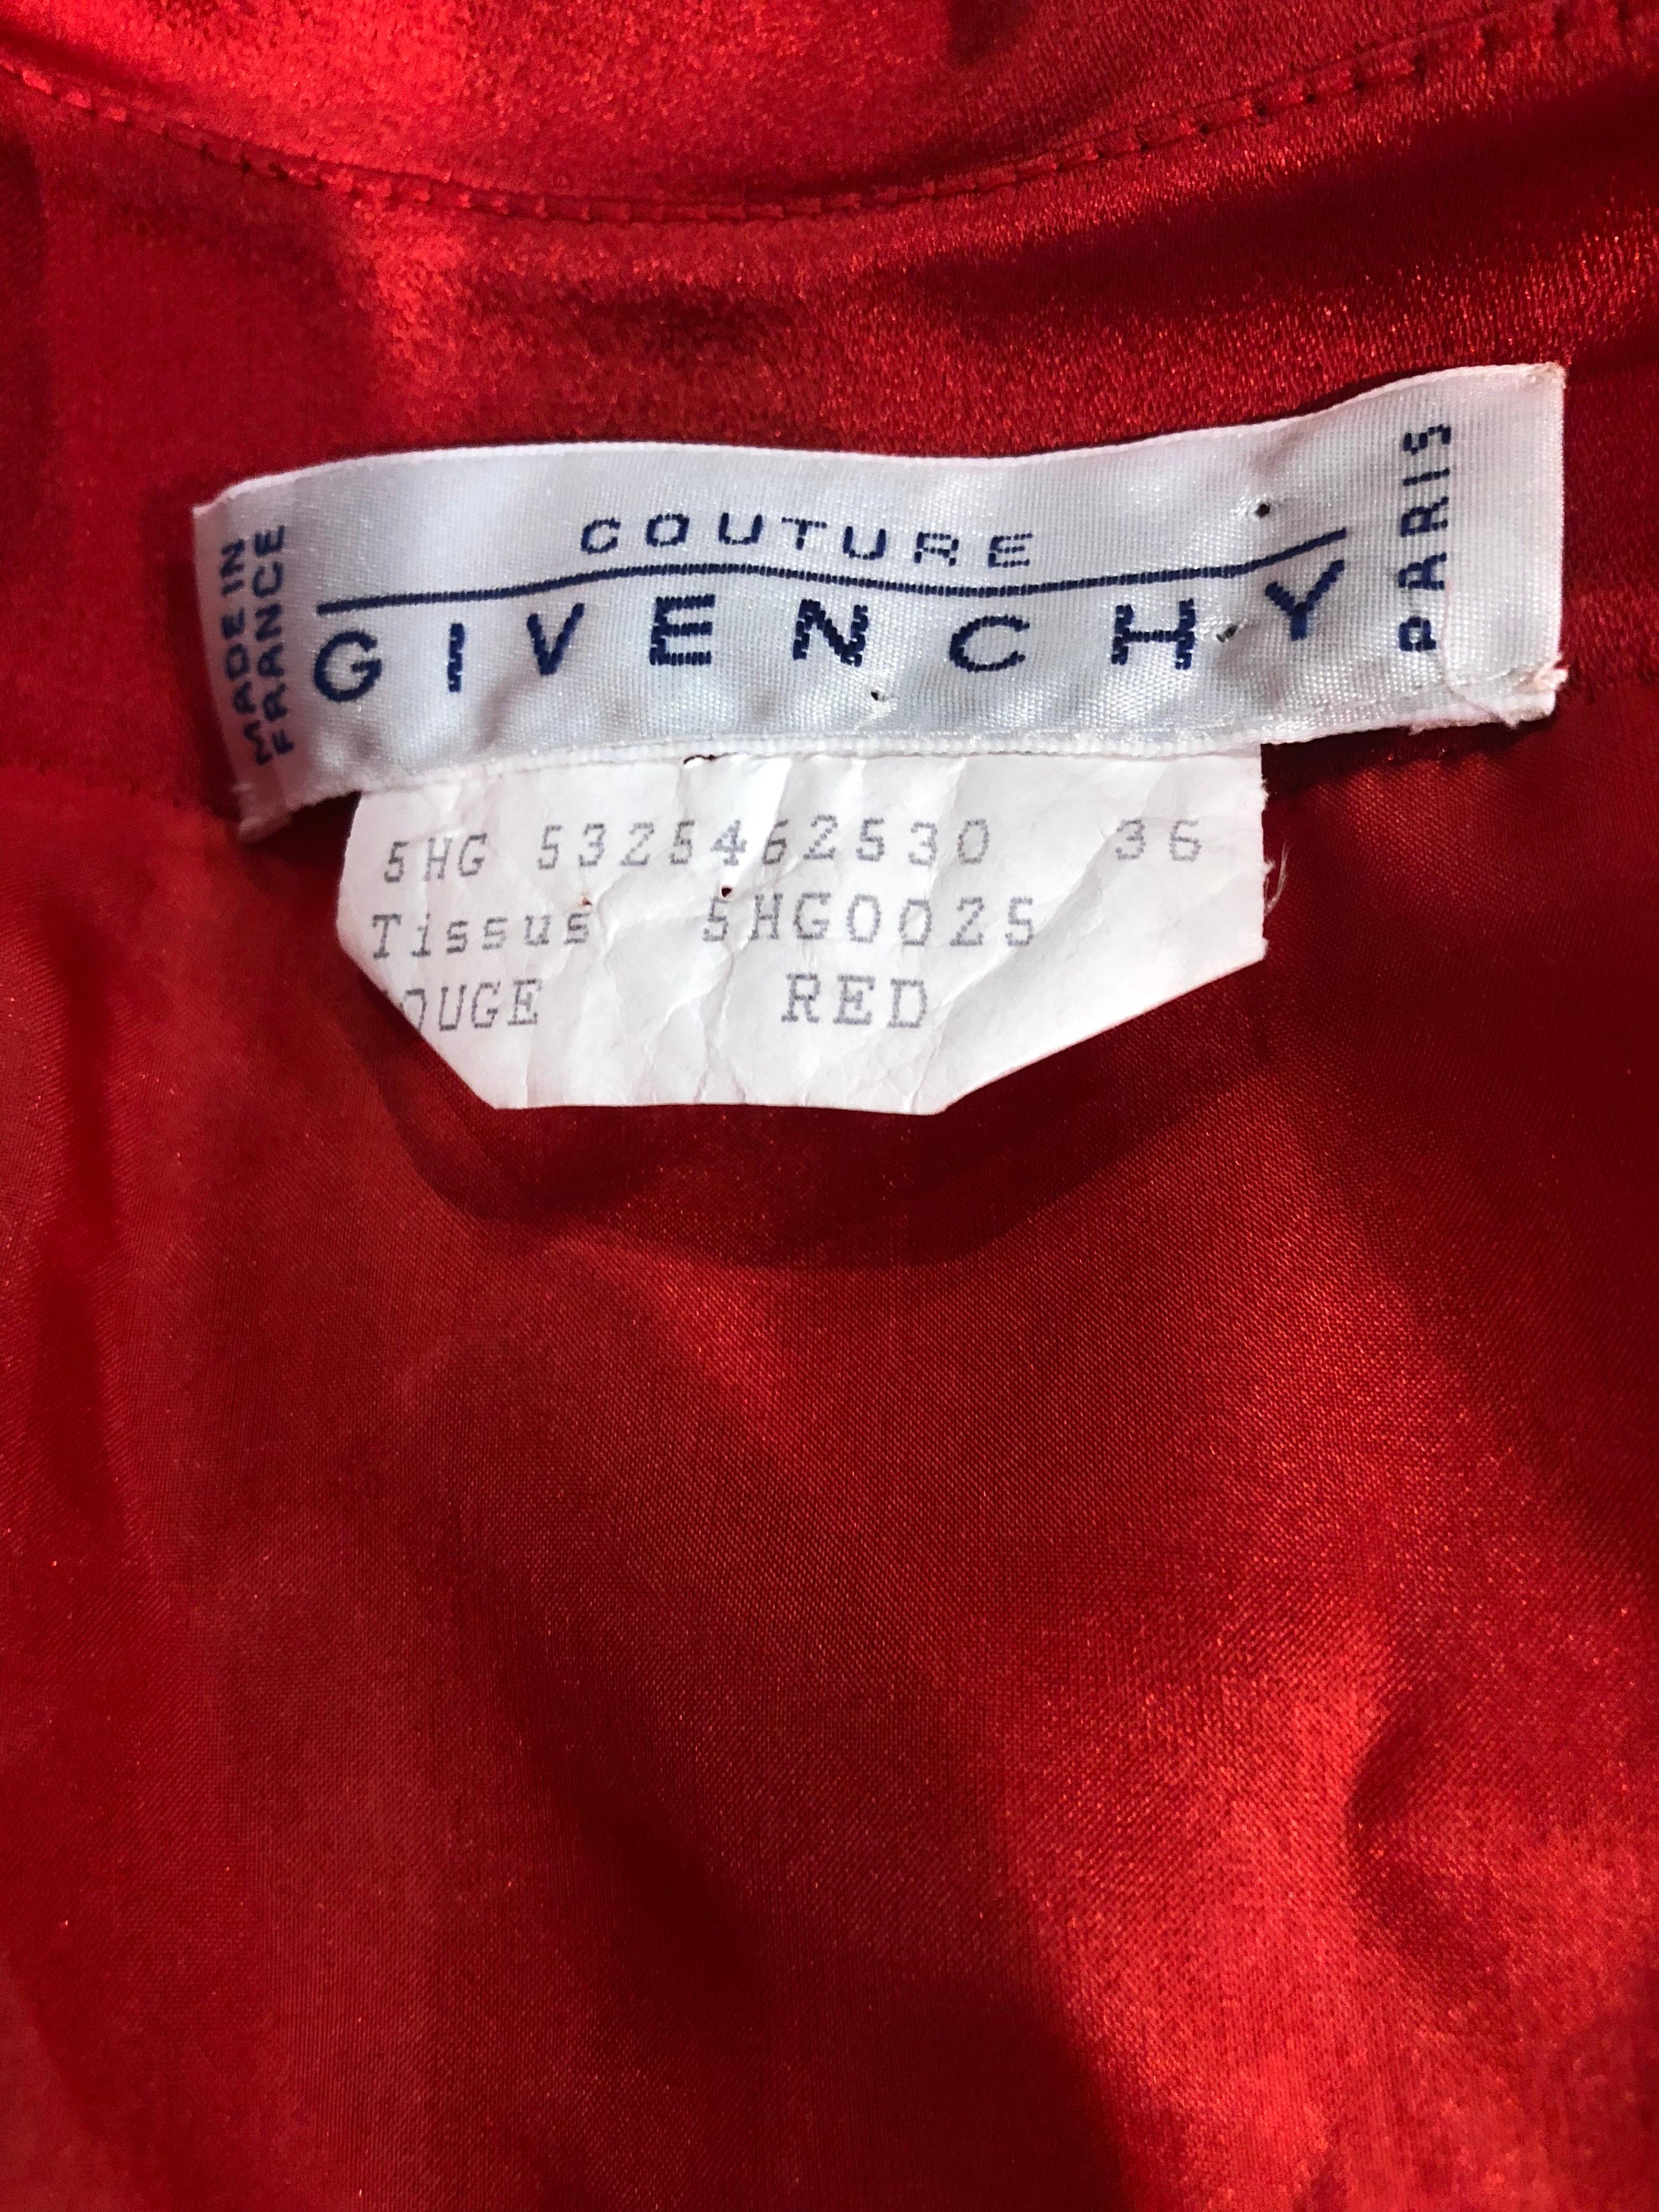 MADE IN
FRANCE
COUTURE
GIVENCHY
PARIS
5HG 5325462530 36
Tissus 5HG0025
OUGE RED